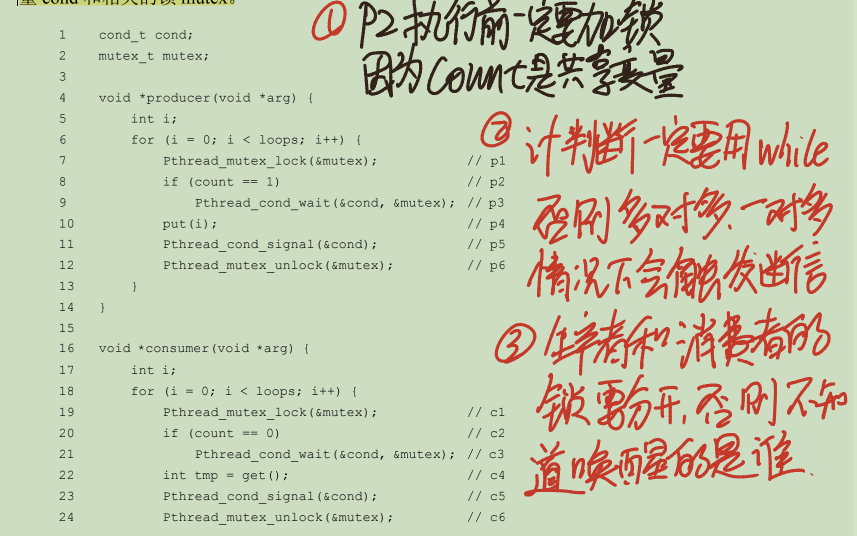 量 cond 和相关的锁 mutex。
1 cond_t cond;
2 mutex_t mutex;
3
4 void *producer(void *arg) {
5 int i;
6 for (i = 0; i < loops; i++) {
7 Pthread_mutex_lock(&mutex); // p1
8 if (count == 1) // p2
9 Pthread_cond_wait(&cond, &mutex); // p3
10 put(i); // p4
11 Pthread_cond_signal(&cond); // p5
12 Pthread_mutex_unlock(&mutex); // p6
13 }
14 }
15
16 void *consumer(void *arg) {
17 int i;
18 for (i = 0; i < loops; i++) {
19 Pthread_mutex_lock(&mutex); // c1
20 if (count == 0) // c2
21 Pthread_cond_wait(&cond, &mutex); // c3
22 int tmp = get(); // c4
23 Pthread_cond_signal(&cond); // c5
24 Pthread_mutex_unlock(&mutex); // c6
① P2执行前一定要加锁
因为Count是共享变量
② 计判断一定要用while
否则多对多、一对多
情况下会触发断信
③ 生产者和消费者的
锁要分开,否则不知
道唤醒的是谁.